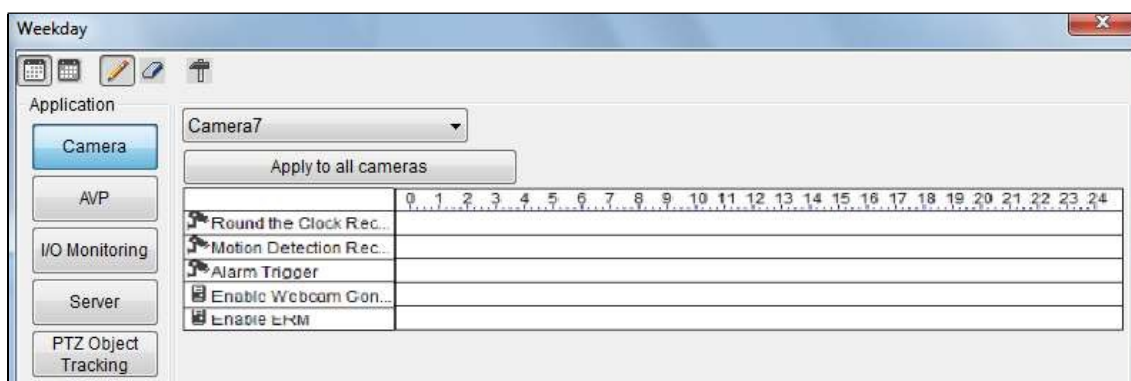 Weekday
Application
Camera
AVP
I/O Monitoring
Server
PTZ Object
Tracking
Camera7
Apply to all cameras
0 1 2 3 4 5 6 7 8 9 10 11 12 13 14 15 16 17 18 19 20 21 22 23 24
Round the Clock Rec...
Motion Detection Rec...
Alarm Trigger
Enable Webcam Con...
Enable ERM